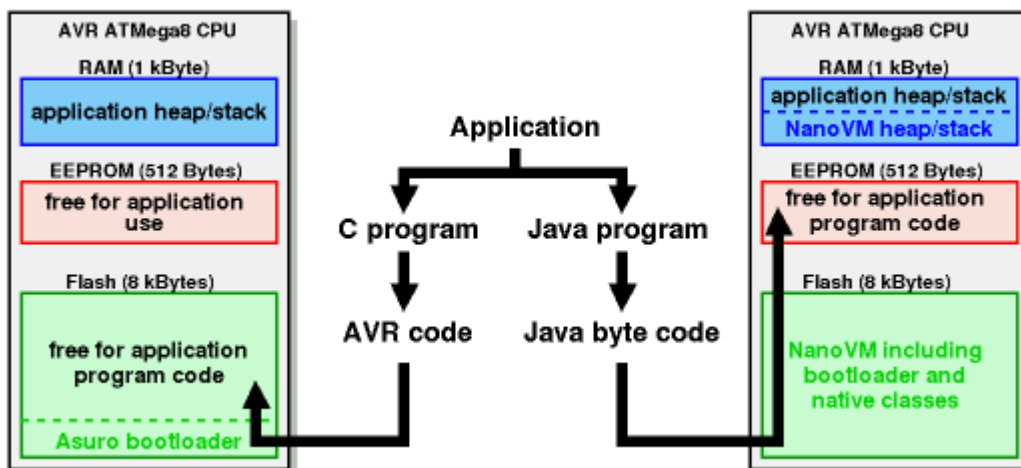 AVR ATMega8 CPU
RAM (1 kByte)
application heap/stack
EEPROM (512 Bytes)
free for application
use
Flash (8 kBytes)
free for application
program code
Asuro bootloader
Application
C program
Java program
AVR code
Java byte code
AVR ATMega8 CPU
RAM (1 kByte)
application heap/stack
NanoVM heap/stack
EEPROM (512 Bytes)
free for application
program code
Flash (8 kBytes)
NanoVM including
bootloader and
native classes